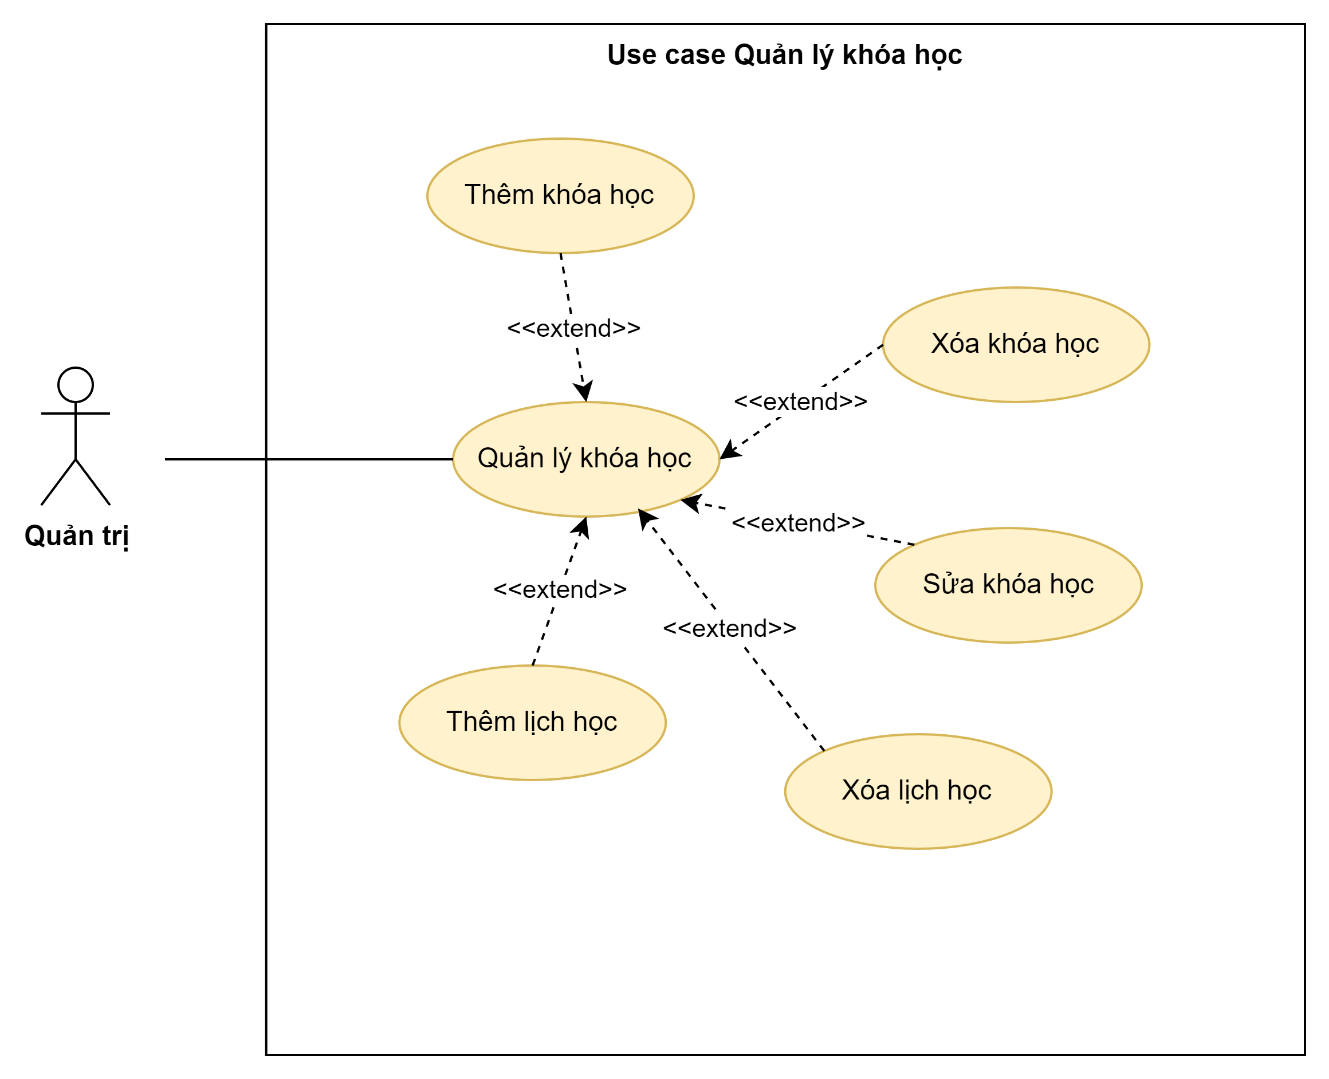 Use case Quản lý khóa học
Thêm khóa học
<<extend>>
Xóa khóa học
<<extend>>
Quản lý khóa học
Quản trị
<<extend>>
Sửa khóa học
<<extend>>
<<extend>>
Thêm lịch học
Xóa lịch học